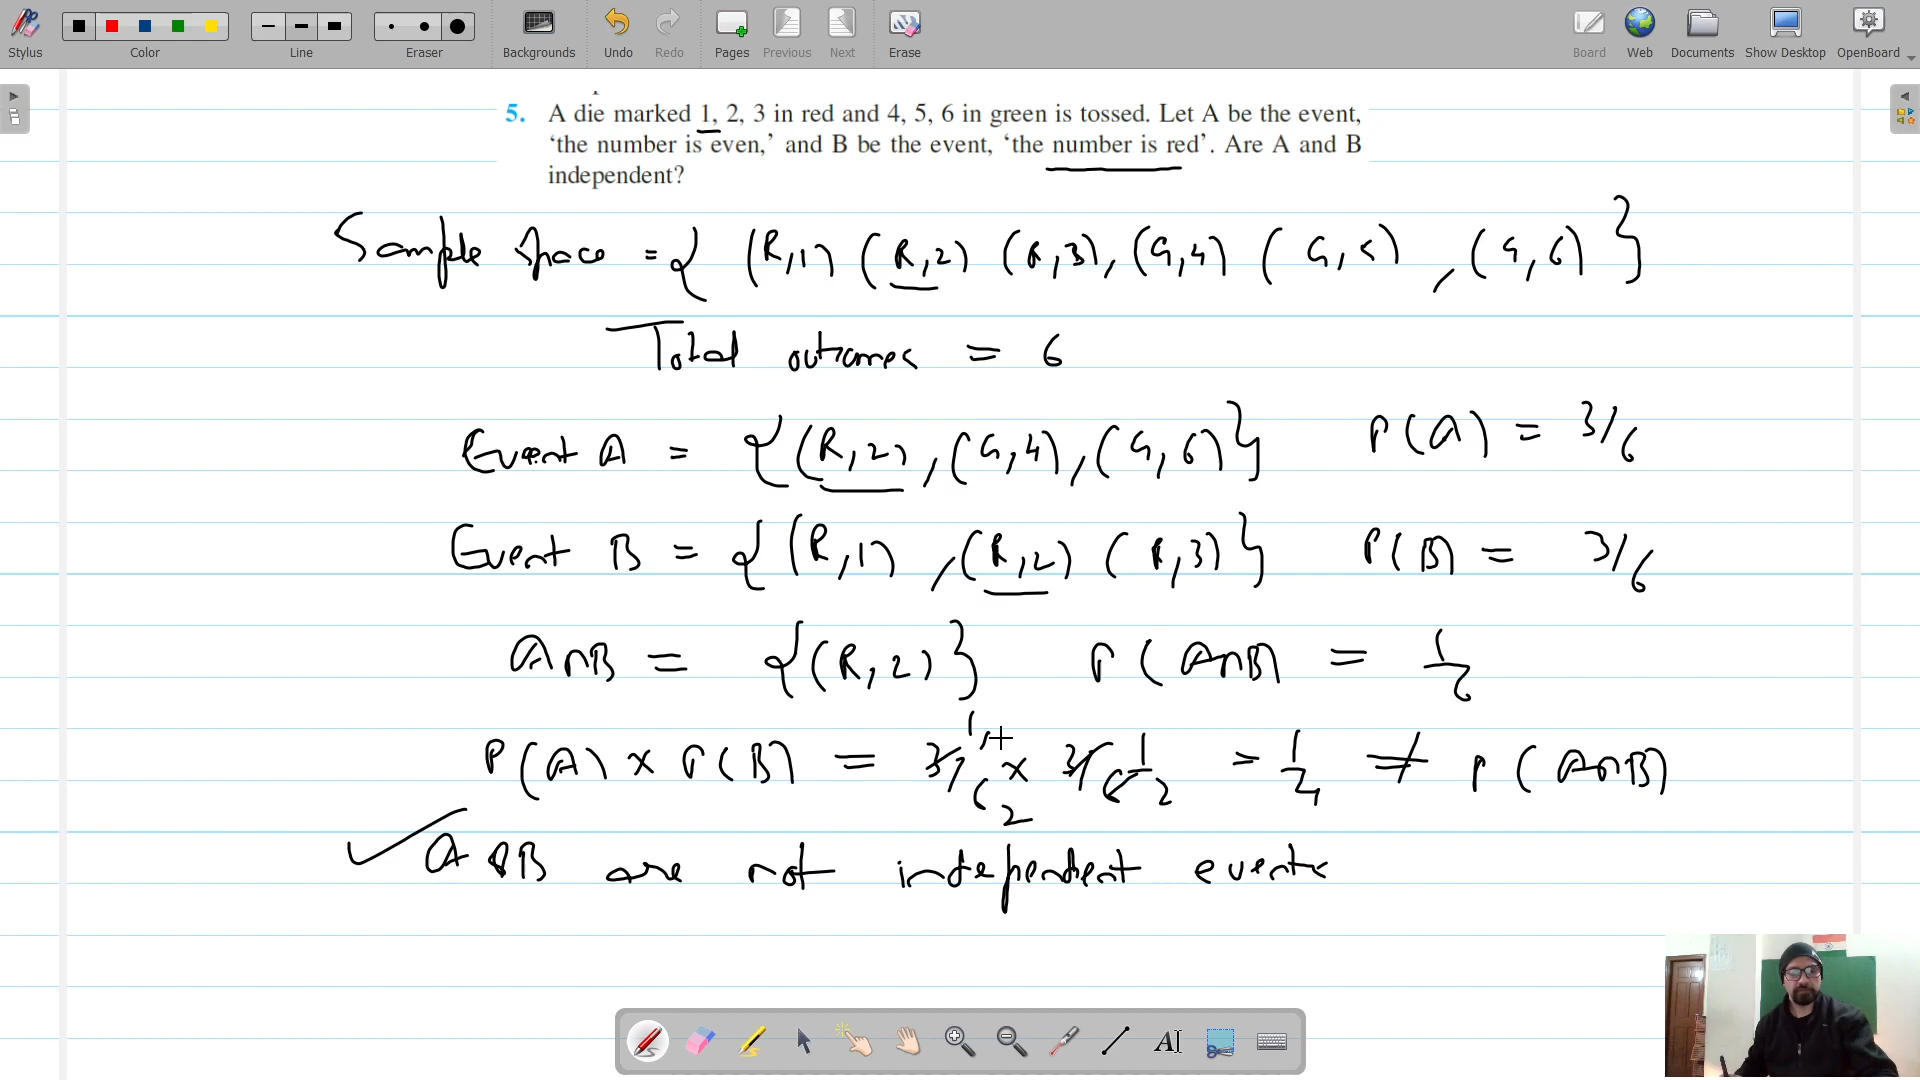 Stylus Color Line Eraser Backgrounds Undo Redo Pages Previous Next Erase Board Web Documents Show Desktop OpenBoard
5. A die marked 1, 2, 3 in red and 4, 5, 6 in green is tossed. Let A be the event,
‘the number is even,’ and B be the event, ‘the number is red’. Are A and B
independent?
Sample Space = { (R,1) (R,2) (R,3), (G,4) (G,5) , (G,6) }
Total outcomes = 6
Event A = {(R,2), (G,4), (G,6)} P(A) = 3/6
Event B = {(R,1), (R,2) (R,3)} P(B) = 3/6
A∩B = {(R,2)} P(A∩B) = 1/6
P(A) x P(B) = 3/6 1/2 x 3/6 1/2 = 1/4 ≠ P(A∩B)
A & B are not independent events